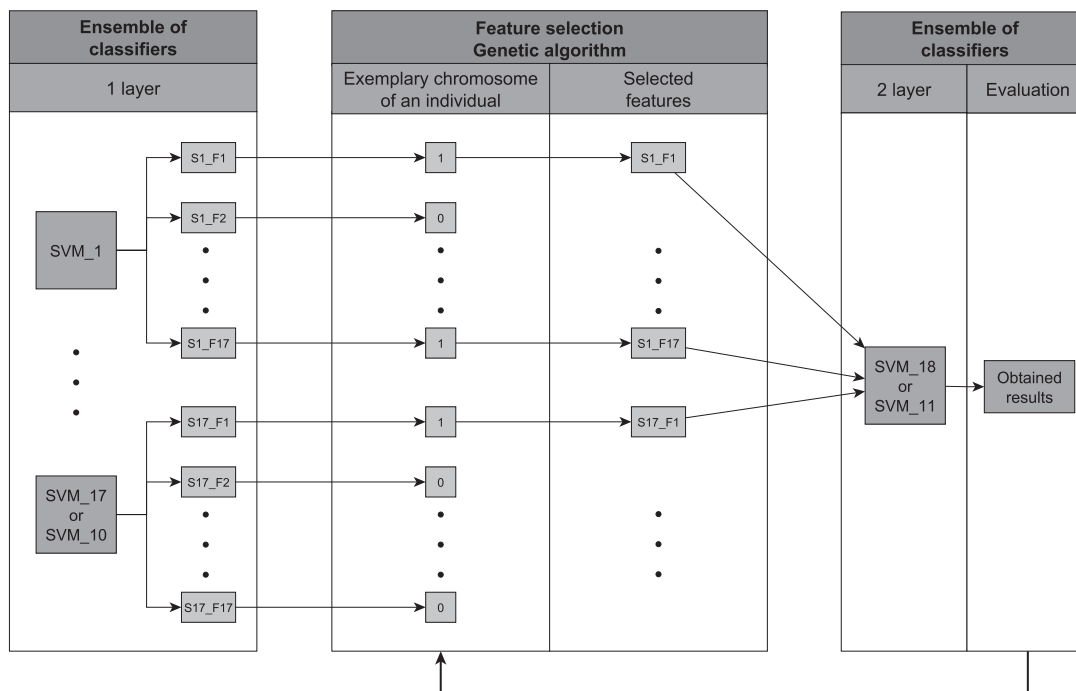 Ensemble of
classifiers
1 layer
Feature selection
Genetic algorithm
Exemplary chromosome
of an individual
Selected
features
Ensemble of
classifiers
2 layer
Evaluation
S1_F1
1
S1_F1
S1_F2
0
SVM_1
S1_F17
1
S1_F17
SVM_18
or
SVM_11
Obtained
results
S17_F1
1
S17_F1
S17_F2
0
SVM_17
or
SVM_10
S17_F17
0